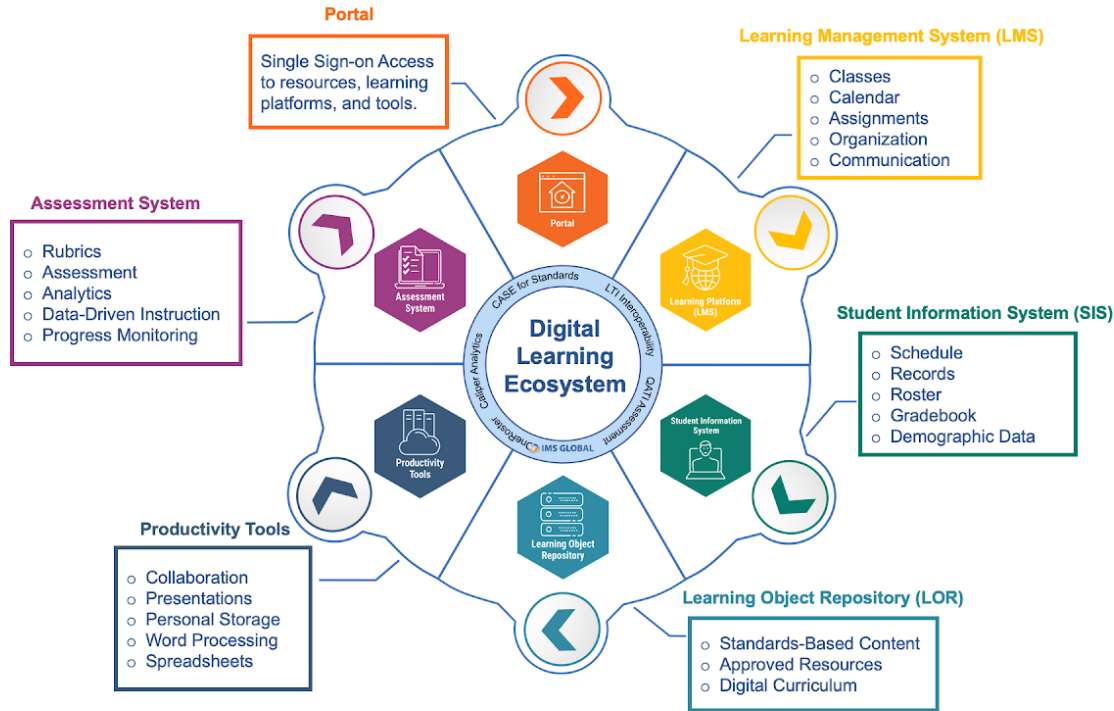 Portal
Single Sign-on Access
to resources, learning
platforms, and tools.
Learning Management System (LMS)
Classes
Calendar
Assignments
Organization
Communication
Assessment System
Rubrics
Assessment
Analytics
Data-Driven Instruction
Progress Monitoring
Student Information System (SIS)
Schedule
Records
Roster
Gradebook
Demographic Data
Productivity Tools
Collaboration
Presentations
Personal Storage
Word Processing
Spreadsheets
Learning Object Repository (LOR)
Standards-Based Content
Approved Resources
Digital Curriculum
Portal
Learning Platform
(LMS)
Student Information
System
Learning Object
Repository
Productivity
Tools
Assessment
System
Digital
Learning
Ecosystem
CASE for Standards
LTI Interoperability
QATI Assessment
IMS GLOBAL
OneRoster
Caliper Analytics